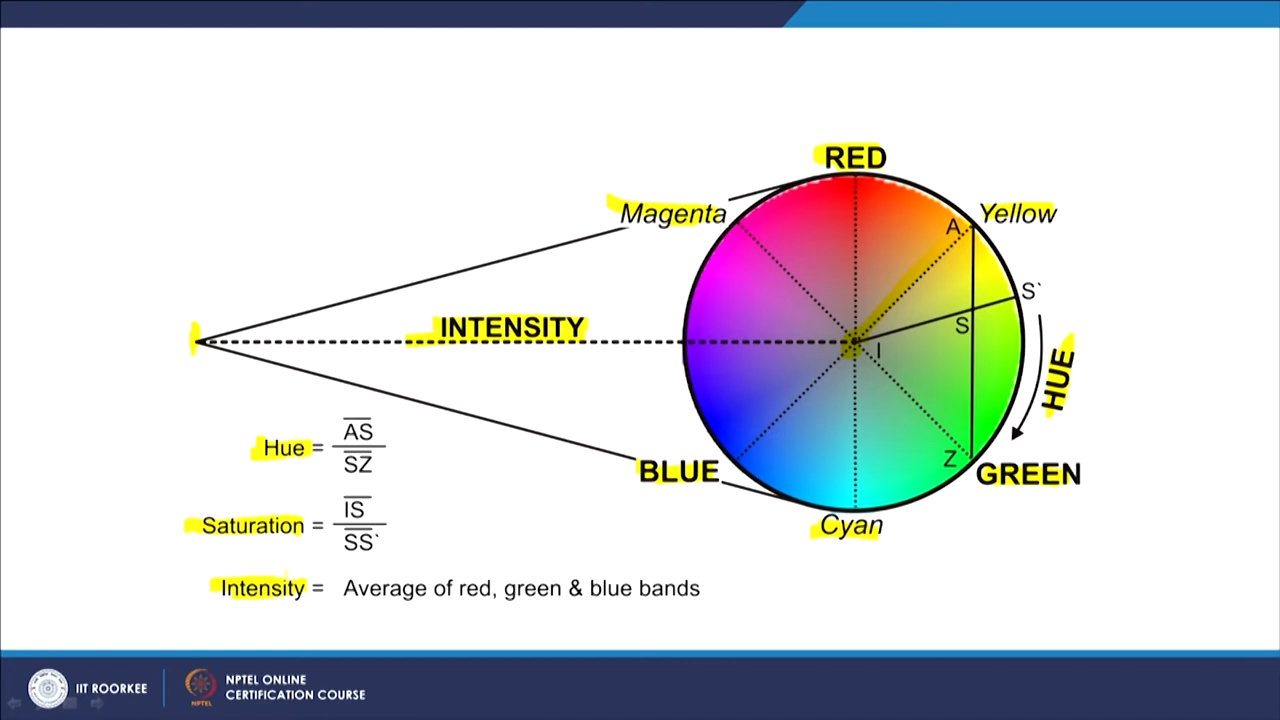 RED
Magenta
Yellow
A
S`
INTENSITY
S
I
HUE
Hue = AS
SZ
Z
BLUE
GREEN
Saturation = IS
SS`
Cyan
Intensity = Average of red, green & blue bands
IIT ROORKEE
NPTEL
NPTEL ONLINE
CERTIFICATION COURSE